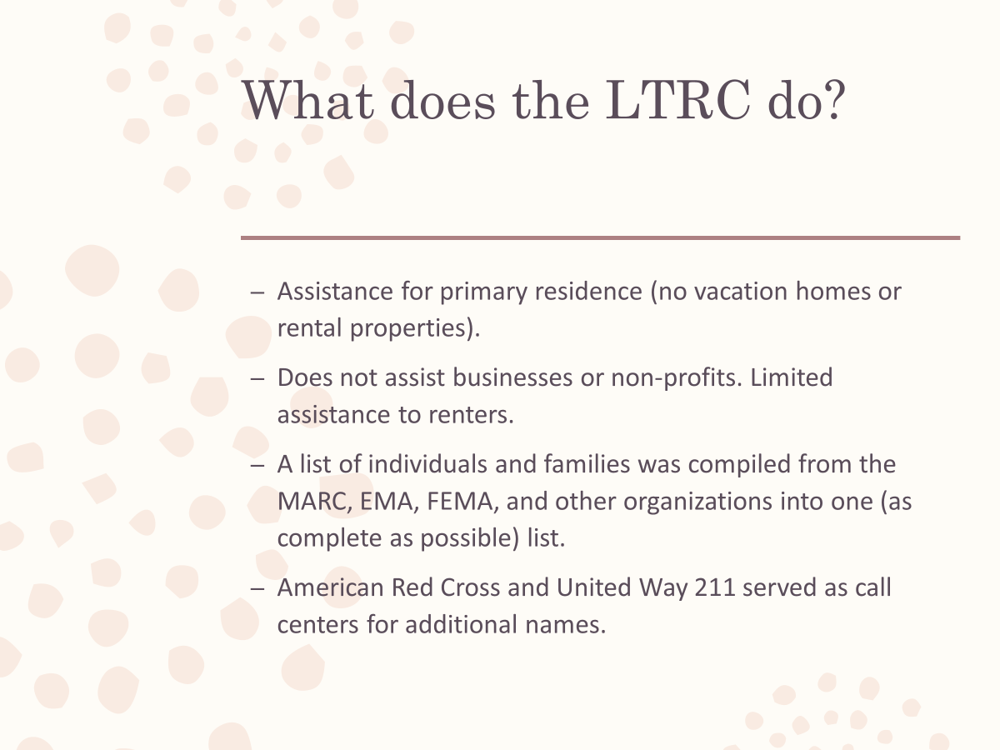 What does the LTRC do?
– Assistance for primary residence (no vacation homes or
rental properties).
– Does not assist businesses or non-profits. Limited
assistance to renters.
– A list of individuals and families was compiled from the
MARC, EMA, FEMA, and other organizations into one (as
complete as possible) list.
– American Red Cross and United Way 211 served as call
centers for additional names.